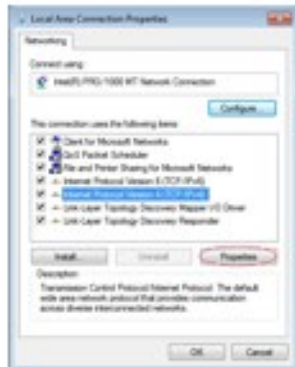 Local Area Connection Properties
Networking
Connect using:
Intel(R) PRO/1000 MT Network Connection
Configure...
This connection uses the following items:
Client for Microsoft Networks
QoS Packet Scheduler
File and Printer Sharing for Microsoft Networks
Internet Protocol Version 6 (TCP/IPv6)
Internet Protocol Version 4 (TCP/IPv4)
Link-Layer Topology Discovery Mapper I/O Driver
Link-Layer Topology Discovery Responder
Install...
Uninstall
Properties
Description
Transmission Control Protocol/Internet Protocol. The default
wide area network protocol that provides communication
across diverse interconnected networks.
OK
Cancel